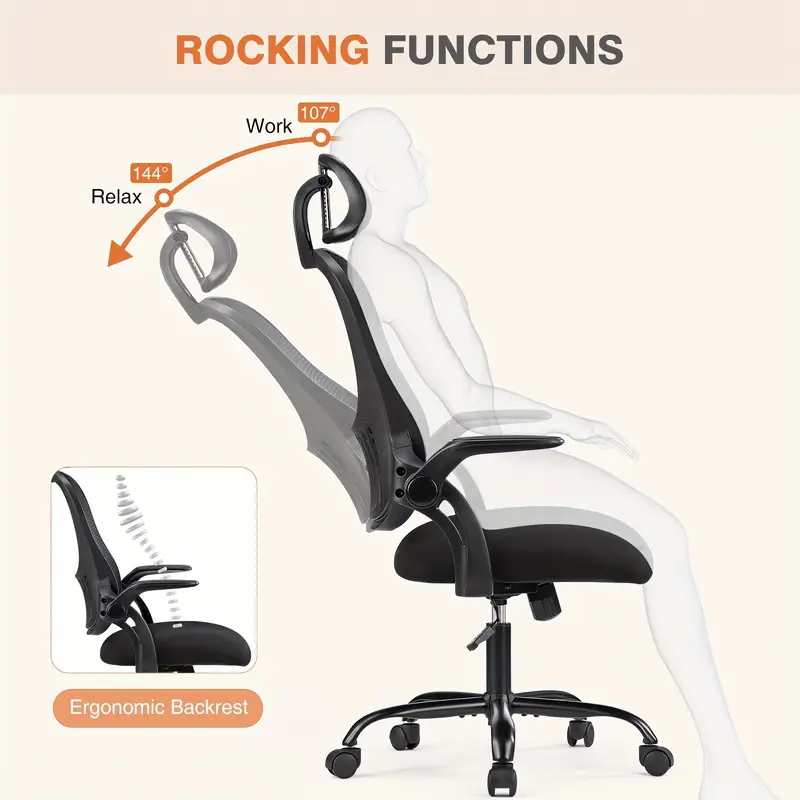 ROCKING FUNCTIONS
107°
Work
144°
Relax
Ergonomic Backrest